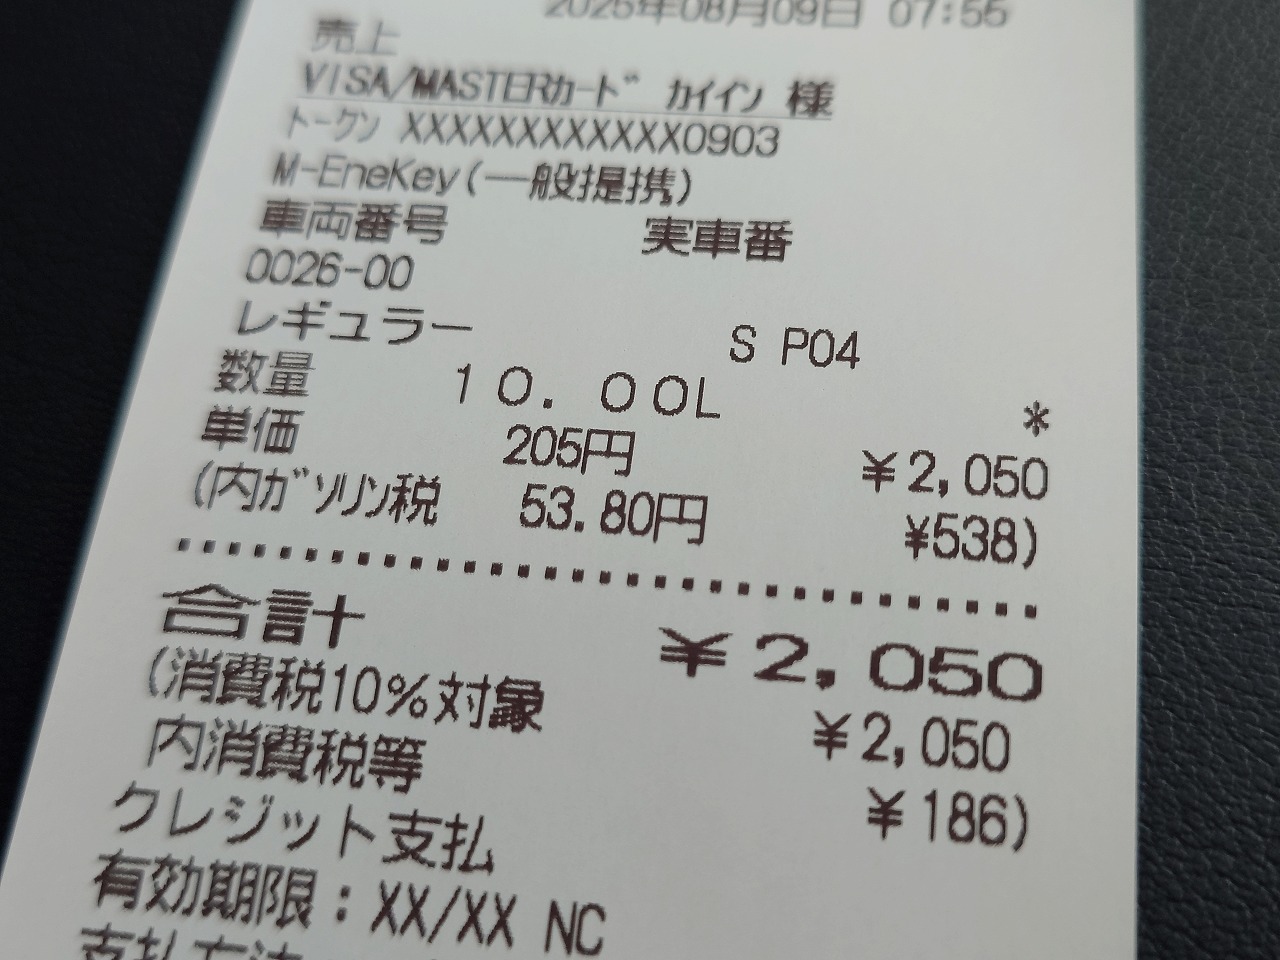 2025年08月09日 07:55
売上
VISA/MASTERカード カイイン 様
トークン XXXXXXXXXXXX0903
M-EneKey(一般提携)
車両番号 実車番
0026-00
レギュラー S P04
数量 10.00L *
単価 205円 ¥2,050
(内ガソリン税 53.80円 ¥538)
合計 ¥2,050
(消費税10%対象 ¥2,050
内消費税等 ¥186)
クレジット支払
有効期限:XX/XX NC
支払方法